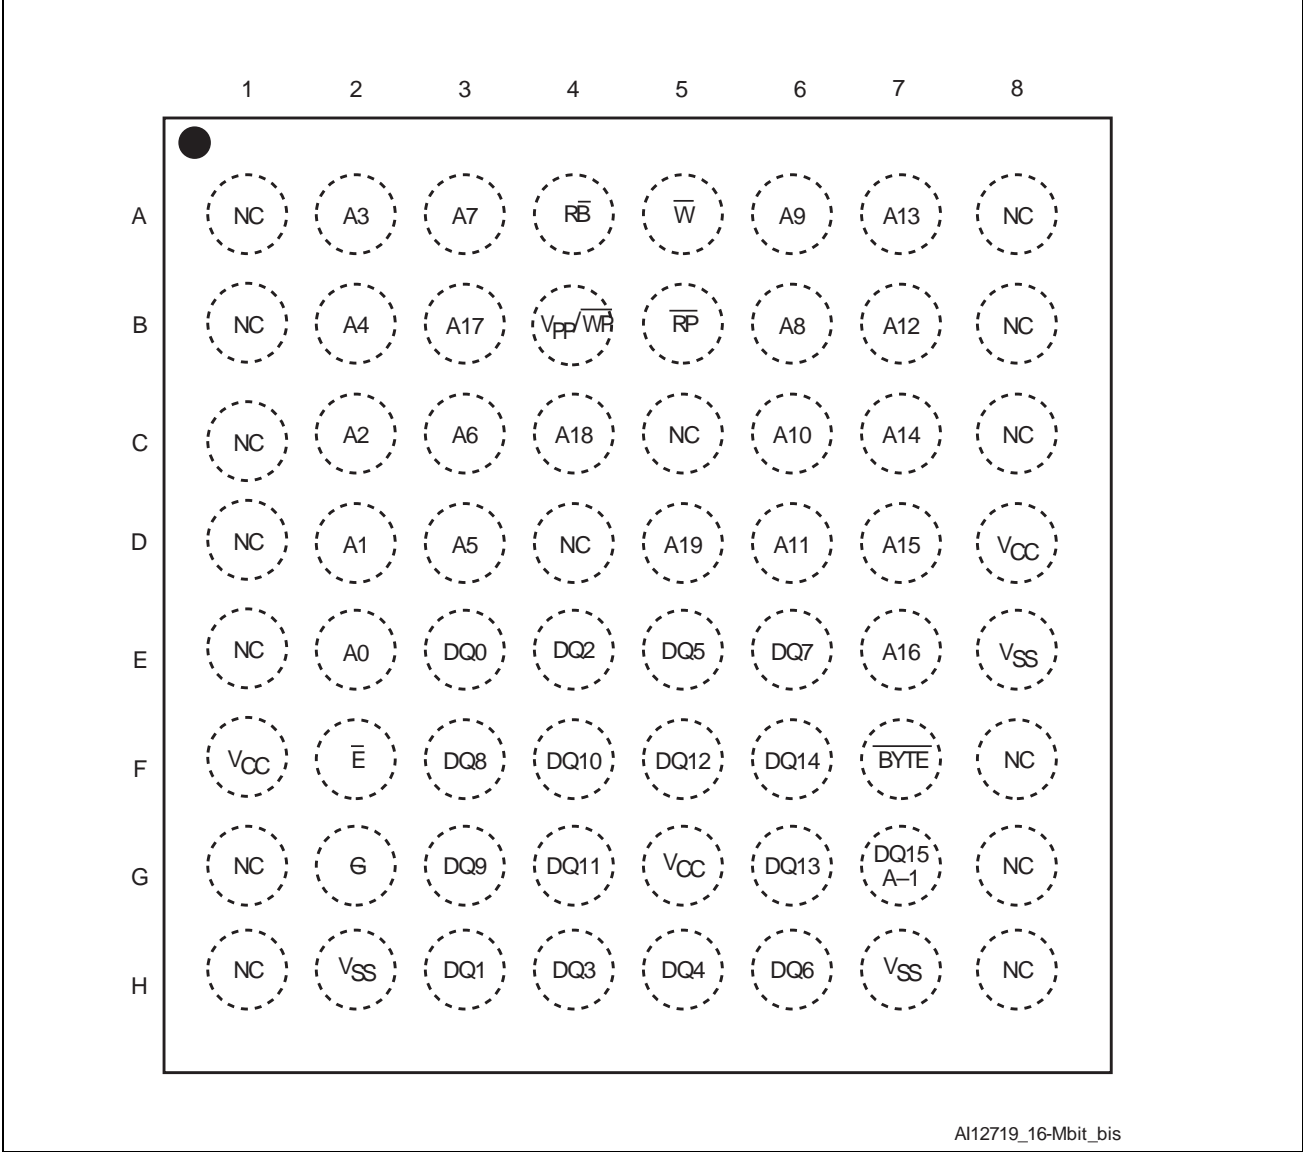 1 2 3 4 5 6 7 8
A NC A3 A7 RB̅ W̅ A9 A13 NC
B NC A4 A17 VPP/W̅P̅ R̅P̅ A8 A12 NC
C NC A2 A6 A18 NC A10 A14 NC
D NC A1 A5 NC A19 A11 A15 VCC
E NC A0 DQ0 DQ2 DQ5 DQ7 A16 VSS
F VCC E̅ DQ8 DQ10 DQ12 DQ14 B̅Y̅T̅E̅ NC
G NC G̅ DQ9 DQ11 VCC DQ13 DQ15 A–1 NC
H NC VSS DQ1 DQ3 DQ4 DQ6 VSS NC
AI12719_16-Mbit_bis